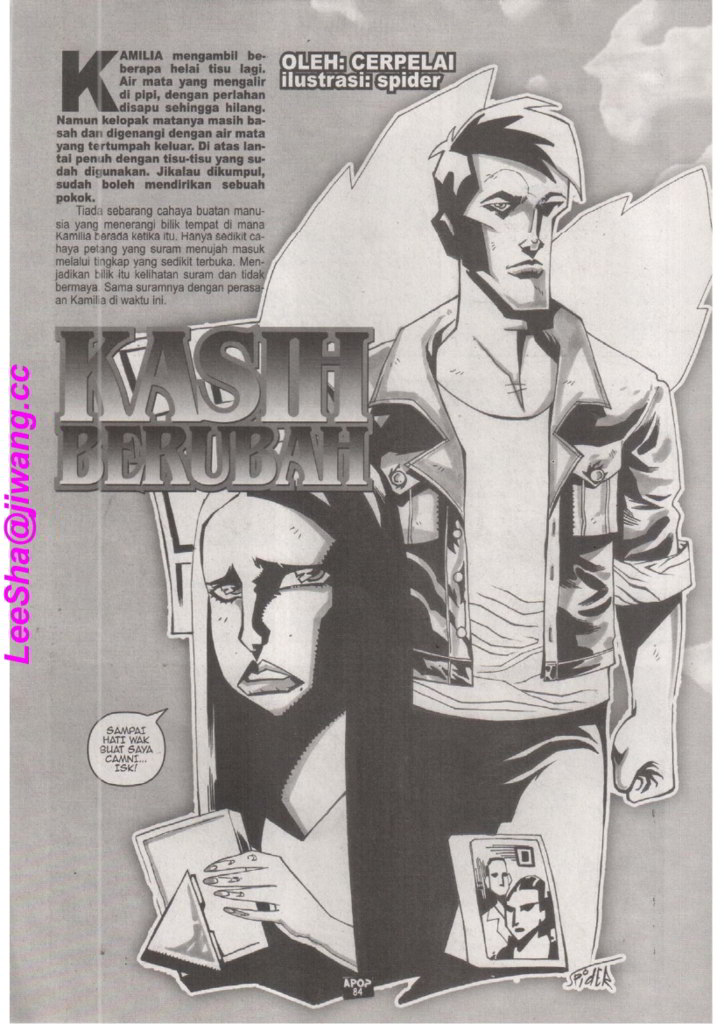 KAMILIA mengambil be-
berapa helai tisu lagi.
Air mata yang mengalir
di pipi, dengan perlahan
disapu sehingga hilang.
Namun kelopak matanya masih ba-
sah dan digenangi dengan air mata
yang tertumpah keluar. Di atas lan-
tai penuh dengan tisu-tisu yang su-
dah digunakan. Jikalau dikumpul,
sudah boleh mendirikan sebuah
pokok.
Tiada sebarang cahaya buatan manu-
sia yang menerangi bilik tempat di mana
Kamilia berada ketika itu. Hanya sedikit ca-
haya petang yang suram menujah masuk
melalui tingkap yang sedikit terbuka. Men-
jadikan bilik itu kelihatan suram dan tidak
bermaya. Sama suramnya dengan perasa-
an Kamilia di waktu ini.
OLEH: CERPELAI
ilustrasi: spider
KASIH
BERUBAH
SAMPAI
HATI WAK
BUAT SAYA
CAMNI...
ISK!
APOP
84
SPIDER
LeeSha@jiwang.cc